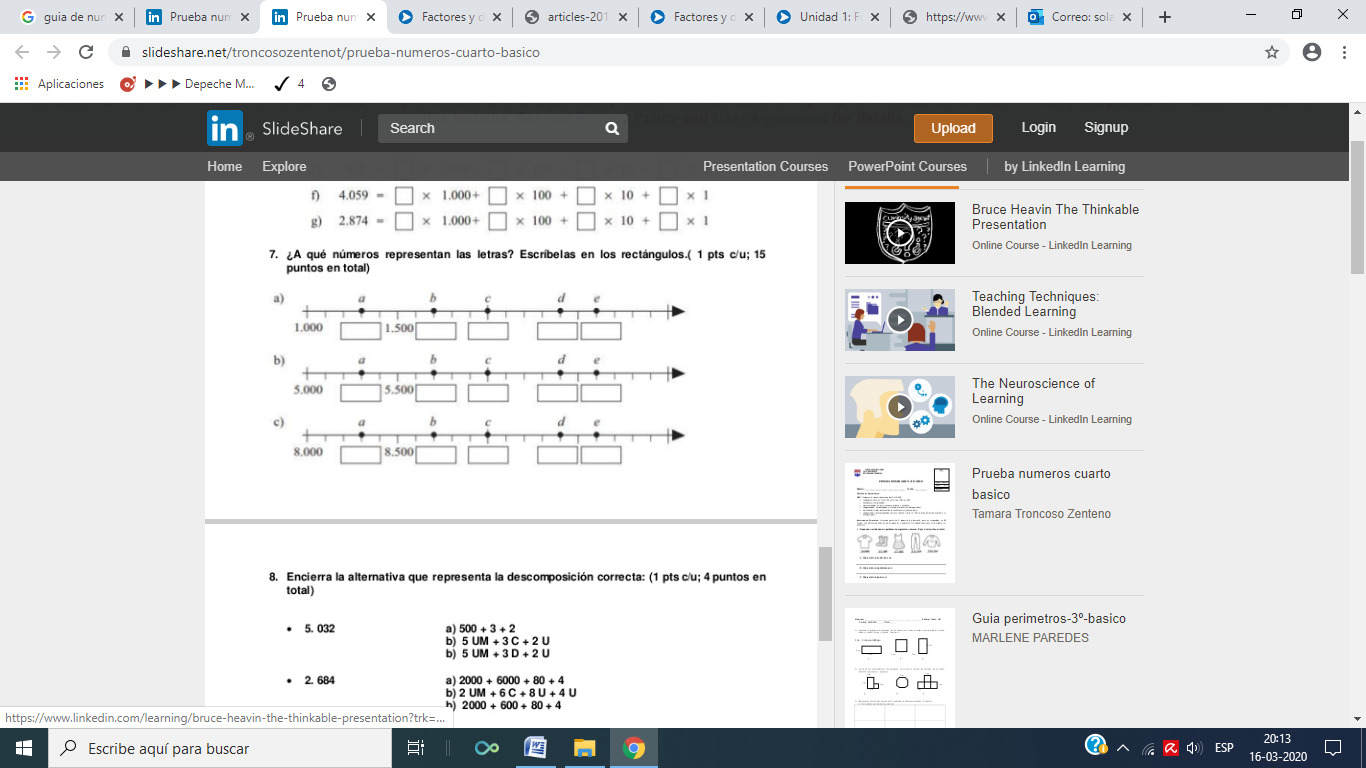 guia de nur
Prueba num
Prueba num
Factores y d
articles-201
Factores y d
Unidad 1: Fr
https://www
Correo: sola
slideshare.net/troncosozentenot/prueba-numeros-cuarto-basico
Aplicaciones
▶ ▶ ▶ Depeche M...
4
in SlideShare
Search
Upload
Login
Signup
Home
Explore
Presentation Courses
PowerPoint Courses
by LinkedIn Learning
f) 4.059 = × 1.000+ × 100 + × 10 + × 1
g) 2.874 = × 1.000+ × 100 + × 10 + × 1
7. ¿A qué números representan las letras? Escríbelas en los rectángulos.( 1 pts c/u; 15
puntos en total)
a) a b c d e
1.000 1.500
b) a b c d e
5.000 5.500
c) a b c d e
8.000 8.500
8. Encierra la alternativa que representa la descomposición correcta: (1 pts c/u; 4 puntos en
total)
• 5. 032 a) 500 + 3 + 2
b) 5 UM + 3 C + 2 U
b) 5 UM + 3 D + 2 U
• 2. 684 a) 2000 + 6000 + 80 + 4
b) 2 UM + 6 C + 8 U + 4 U
b) 2000 + 600 + 80 + 4
Bruce Heavin The Thinkable
Presentation
Online Course - LinkedIn Learning
Teaching Techniques:
Blended Learning
Online Course - LinkedIn Learning
The Neuroscience of
Learning
Online Course - LinkedIn Learning
Prueba numeros cuarto
basico
Tamara Troncoso Zenteno
Guia perimetros-3º-basico
MARLENE PAREDES
https://www.linkedin.com/learning/bruce-heavin-the-thinkable-presentation?trk=...
Escribe aquí para buscar
ESP
20:13
16-03-2020